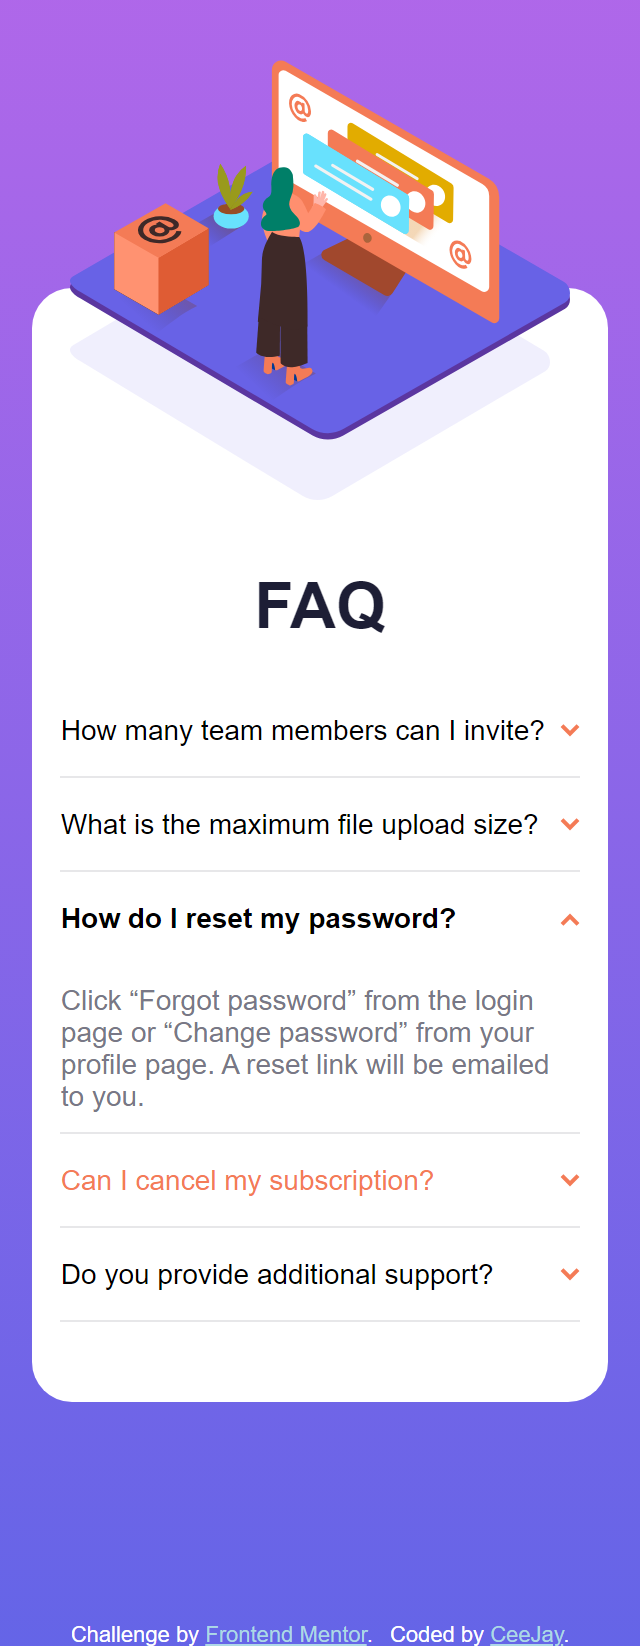 @
@
@
FAQ
How many team members can I invite?
What is the maximum file upload size?
How do I reset my password?
Click “Forgot password” from the login
page or “Change password” from your
profile page. A reset link will be emailed
to you.
Can I cancel my subscription?
Do you provide additional support?
Challenge by Frontend Mentor. Coded by CeeJay.